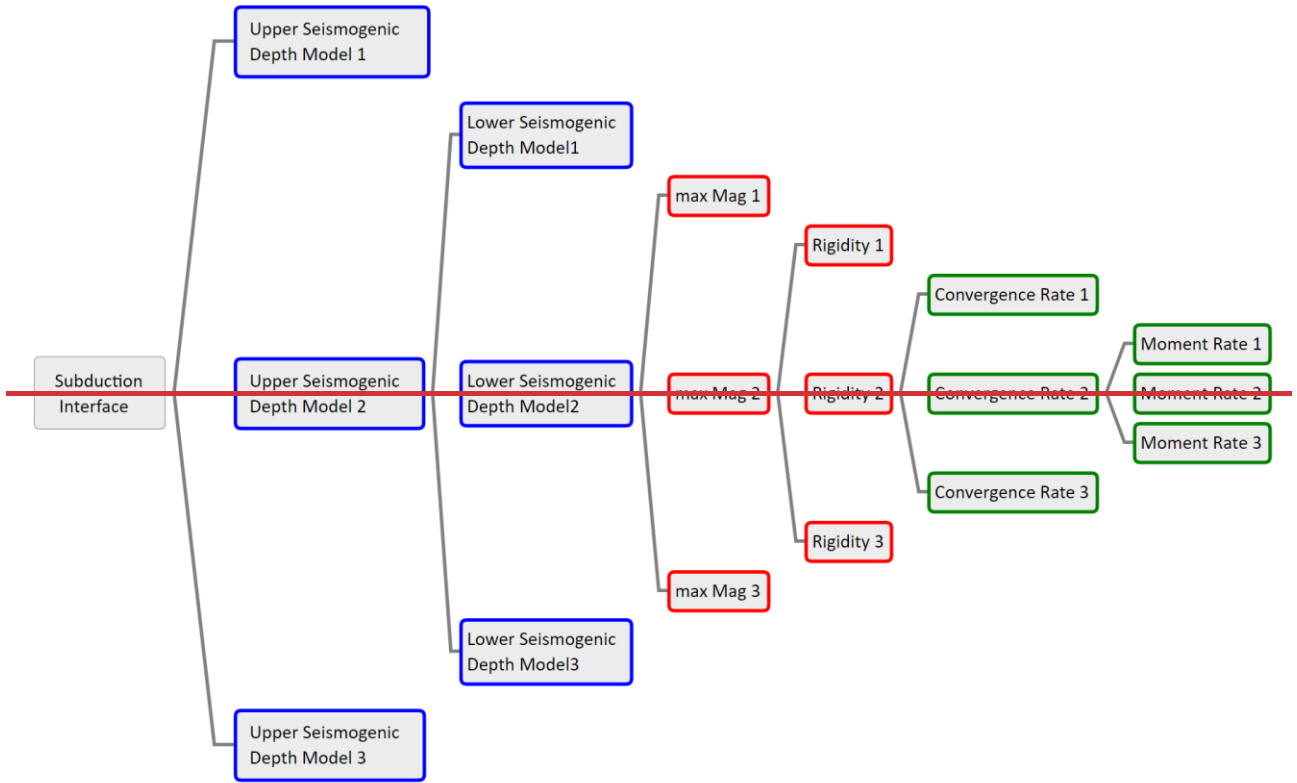 Upper Seismogenic
Depth Model 1
Lower Seismogenic
Depth Model1
max Mag 1
Rigidity 1
Convergence Rate 1
Moment Rate 1
Subduction
Interface
Upper Seismogenic
Depth Model 2
Lower Seismogenic
Depth Model2
max Mag 2
Rigidity 2
Convergence Rate 2
Moment Rate 2
Moment Rate 3
Convergence Rate 3
Rigidity 3
max Mag 3
Lower Seismogenic
Depth Model3
Upper Seismogenic
Depth Model 3